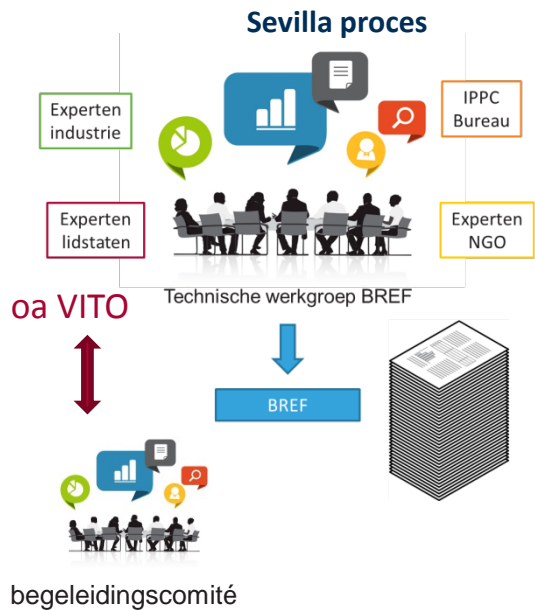 Sevilla proces
Experten
industrie
IPPC
Bureau
Experten
lidstaten
Experten
NGO
oa VITO
Technische werkgroep BREF
BREF
begeleidingscomité